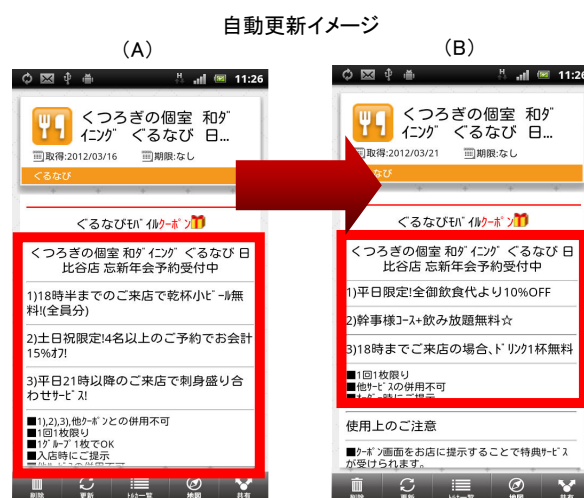 自動更新イメージ
(A)
H 11:26
くつろぎの個室 和ダ
イニング ぐるなび 日...
取得:2012/03/16 期限:なし
ぐるなび
ぐるなびモバイルクーポン
くつろぎの個室 和ダイニング ぐるなび 日
比谷店 忘新年会予約受付中
1)18時半までのご来店で乾杯小ビール無
料!(全員分)
2)土日祝限定!4名以上のご予約でお会計
15%オフ!
3)平日21時以降のご来店で刺身盛り合
わせサービス!
■1),2),3),他クーポンとの併用不可
■1回1枚限り
■1グループ1枚でOK
■入店時にご提示
削除 更新 トルカ一覧 地図 共有
(B)
H 11:26
くつろぎの個室 和ダ
イニング ぐるなび 日...
取得:2012/03/21 期限:なし
なび
ぐるなびモバイルクーポン
くつろぎの個室 和ダイニング ぐるなび 日
比谷店 忘新年会予約受付中
1)平日限定!全御飲食代より10%OFF
2)幹事様コース+飲み放題無料☆
3)18時までご来店の場合、ドリンク1杯無料
■1回1枚限り
■他サービスの併用不可
■オーダー時にご提示
使用上のご注意
■クーポン画面をお店に提示することで特典サービス
が受けられます。
削除 更新 トルカ一覧 地図 共有